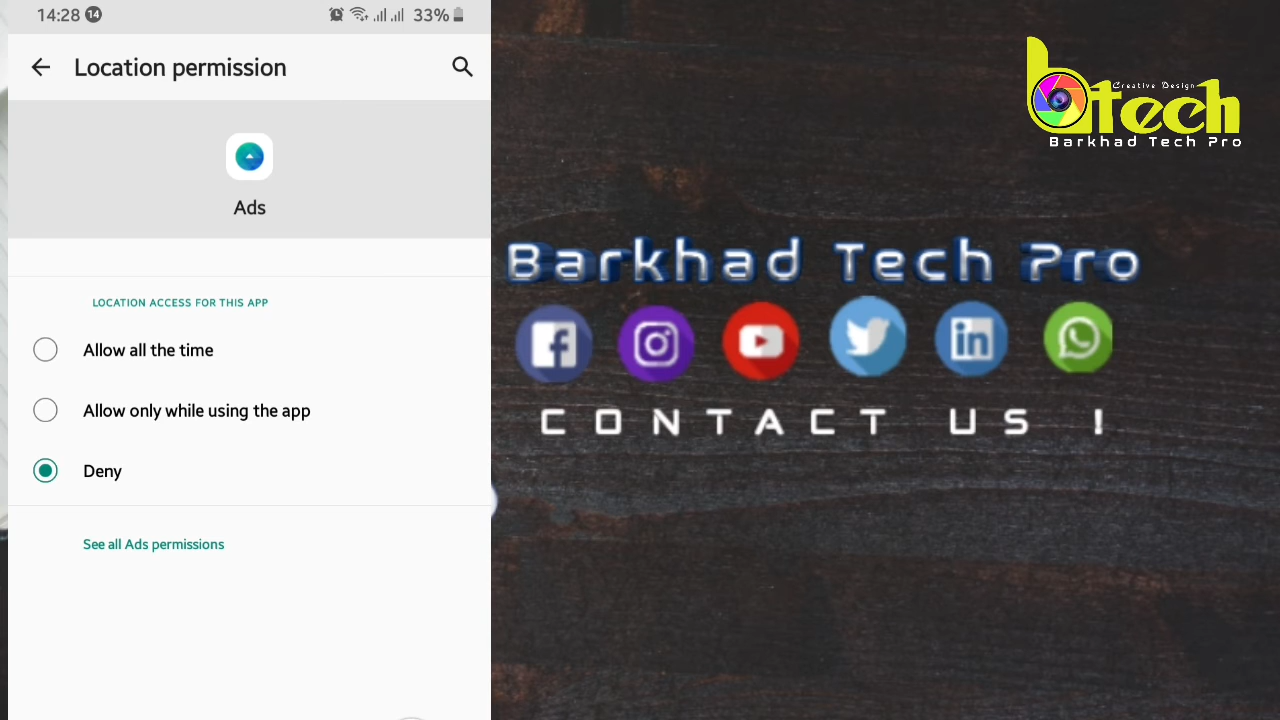 14:28 14 33%
Location permission
Ads
LOCATION ACCESS FOR THIS APP
Allow all the time
Allow only while using the app
Deny
See all Ads permissions
Creative Design
btech
Barkhad Tech Pro
Barkhad Tech Pro
CONTACT US !